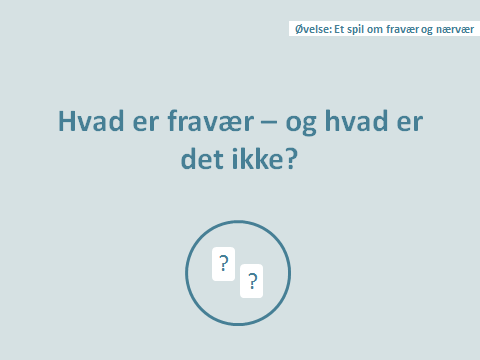 Øvelse: Et spil om fravær og nærvær
Hvad er fravær – og hvad er
det ikke?
?
?